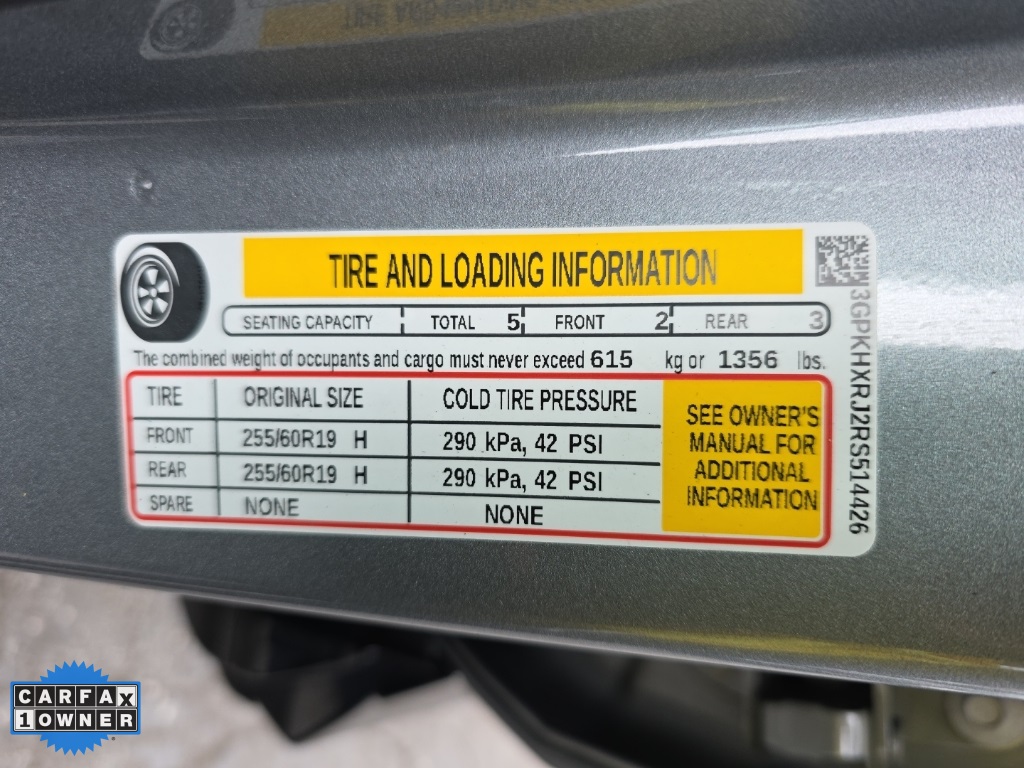 TIRE AND LOADING INFORMATION
SEATING CAPACITY TOTAL 5 FRONT 2 REAR 3
The combined weight of occupants and cargo must never exceed 615 kg or 1356 lbs.
TIRE ORIGINAL SIZE COLD TIRE PRESSURE
FRONT 255/60R19 H 290 kPa, 42 PSI
REAR 255/60R19 H 290 kPa, 42 PSI
SPARE NONE NONE
SEE OWNER'S
MANUAL FOR
ADDITIONAL
INFORMATION
3GPKHXRJ2RS514426
CARFAX
1 OWNER